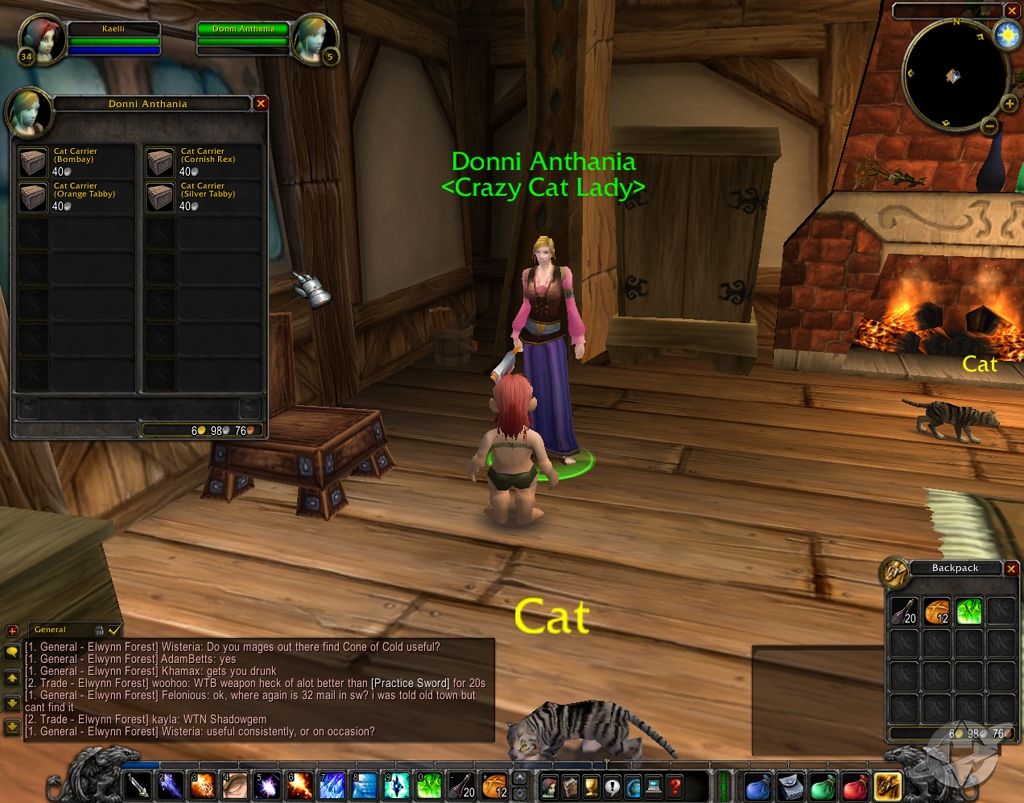 Kaelli
Donni Anthania
34
5
N
Donni Anthania
Cat Carrier
(Bombay)
40
Cat Carrier
(Cornish Rex)
40
Cat Carrier
(Orange Tabby)
40
Cat Carrier
(Silver Tabby)
40
6 98 76
Donni Anthania
<Crazy Cat Lady>
Cat
Cat
Backpack
20 12
6 98 76
General
[1. General - Elwynn Forest] Wisteria: Do you mages out there find Cone of Cold useful?
[1. General - Elwynn Forest] AdamBetts: yes
[1. General - Elwynn Forest] Khamax: gets you drunk
[2. Trade - Elwynn Forest] woohoo: WTB weapon heck of alot better than [Practice Sword] for 20s
[1. General - Elwynn Forest] Felonious: ok, where again is 32 mail in sw? i was told old town but
cant find it
[2. Trade - Elwynn Forest] kayla: WTN Shadowgem
[1. General - Elwynn Forest] Wisteria: useful consistently, or on occasion?
20 12